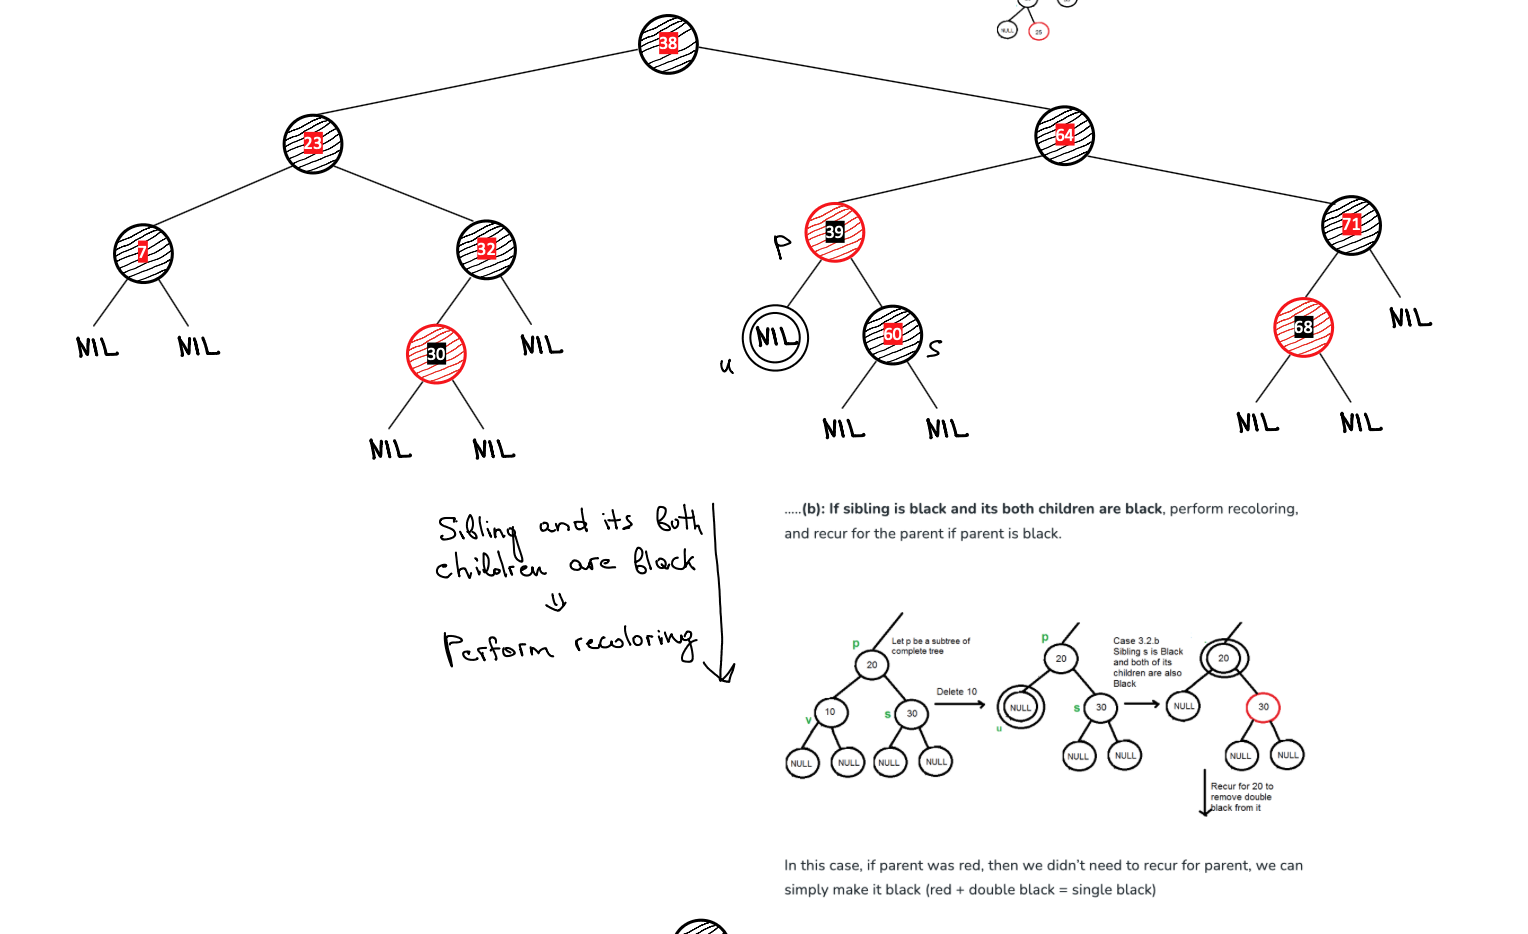 NULL
25
38
23
64
7
32
P
39
71
30
NIL
u
60
S
68
NIL
NIL
NIL
NIL
NIL
NIL
NIL
NIL
NIL
NIL
NIL
Sibling and its both
children are black
⇓
Perform recoloring
.....(b): If sibling is black and its both children are black, perform recoloring,
and recur for the parent if parent is black.
p
20
Let p be a subtree of
complete tree
v
10
s
30
NULL
NULL
NULL
NULL
Delete 10
p
20
NULL
u
s
30
NULL
NULL
Case 3.2.b
Sibling s is Black
and both of its
children are also
Black
20
NULL
30
NULL
NULL
Recur for 20 to
remove double
black from it
In this case, if parent was red, then we didn't need to recur for parent, we can
simply make it black (red + double black = single black)